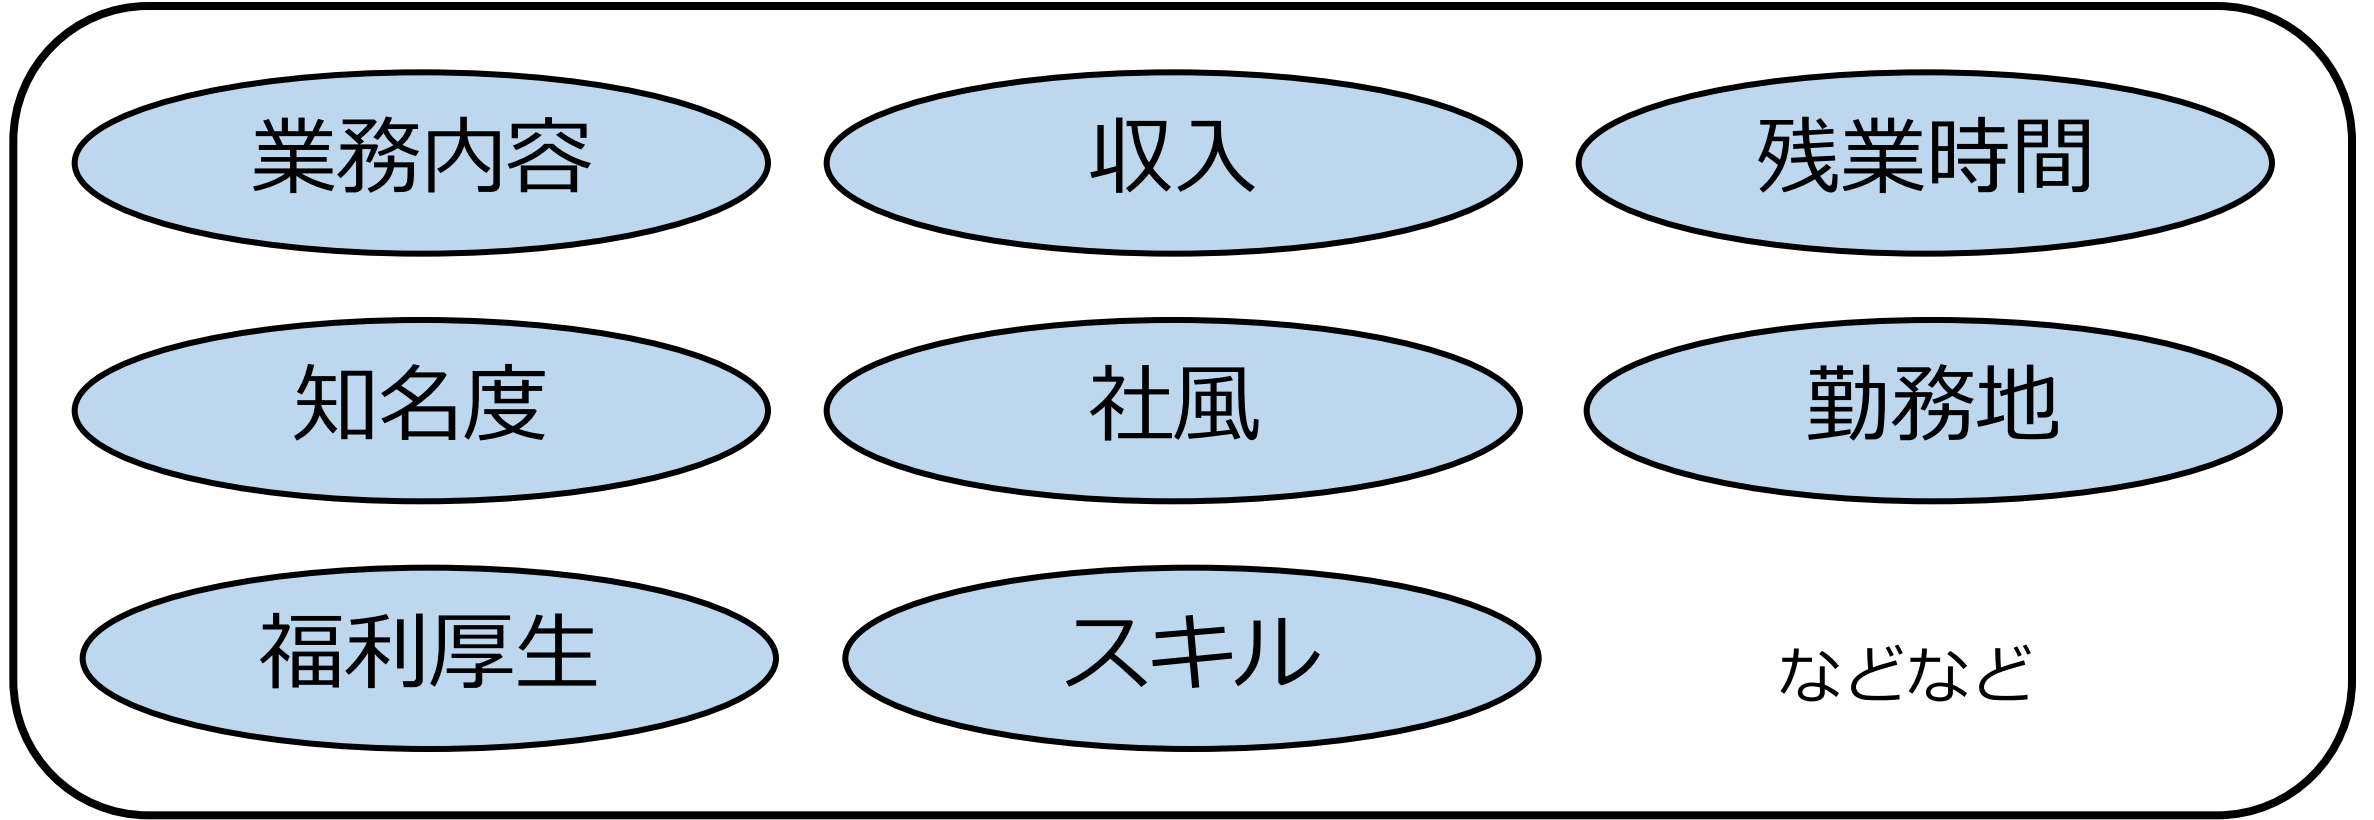 業務内容
収入
残業時間
知名度
社風
勤務地
福利厚生
スキル
などなど